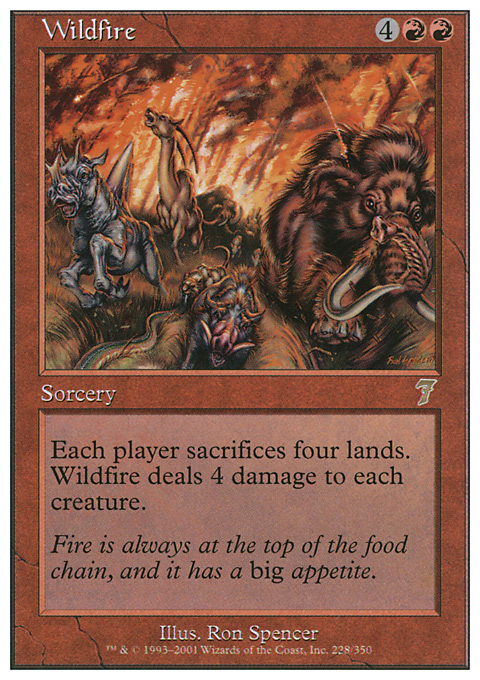 Wildfire 4
Sorcery
Each player sacrifices four lands.
Wildfire deals 4 damage to each
creature.
Fire is always at the top of the food
chain, and it has a big appetite.
Illus. Ron Spencer
™ & © 1993–2001 Wizards of the Coast, Inc. 228/350